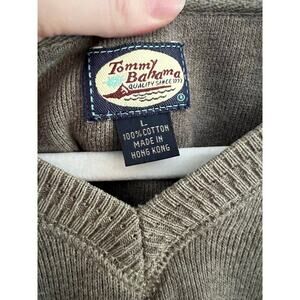 Tommy
Bahama
QUALITY SINCE 1993
L
100% COTTON
MADE IN
HONG KONG